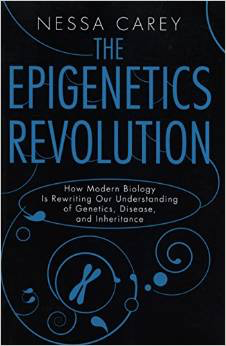 NESSA CAREY
THE
EPIGENETICS
REVOLUTION
How Modern Biology
Is Rewriting Our Understanding
of Genetics, Disease,
and Inheritance